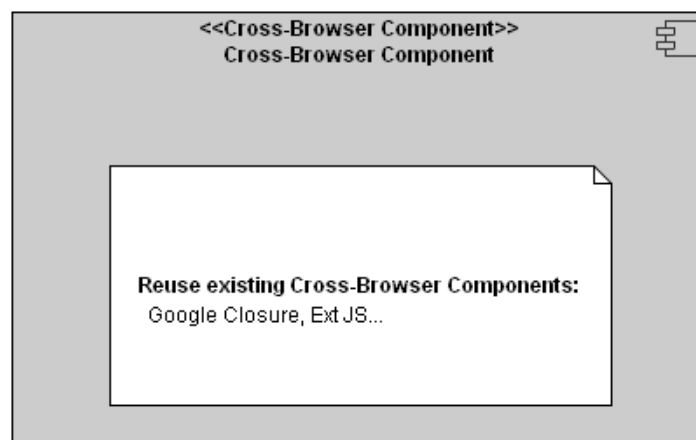 <<Cross-Browser Component>>
Cross-Browser Component
Reuse existing Cross-Browser Components:
Google Closure, Ext JS...